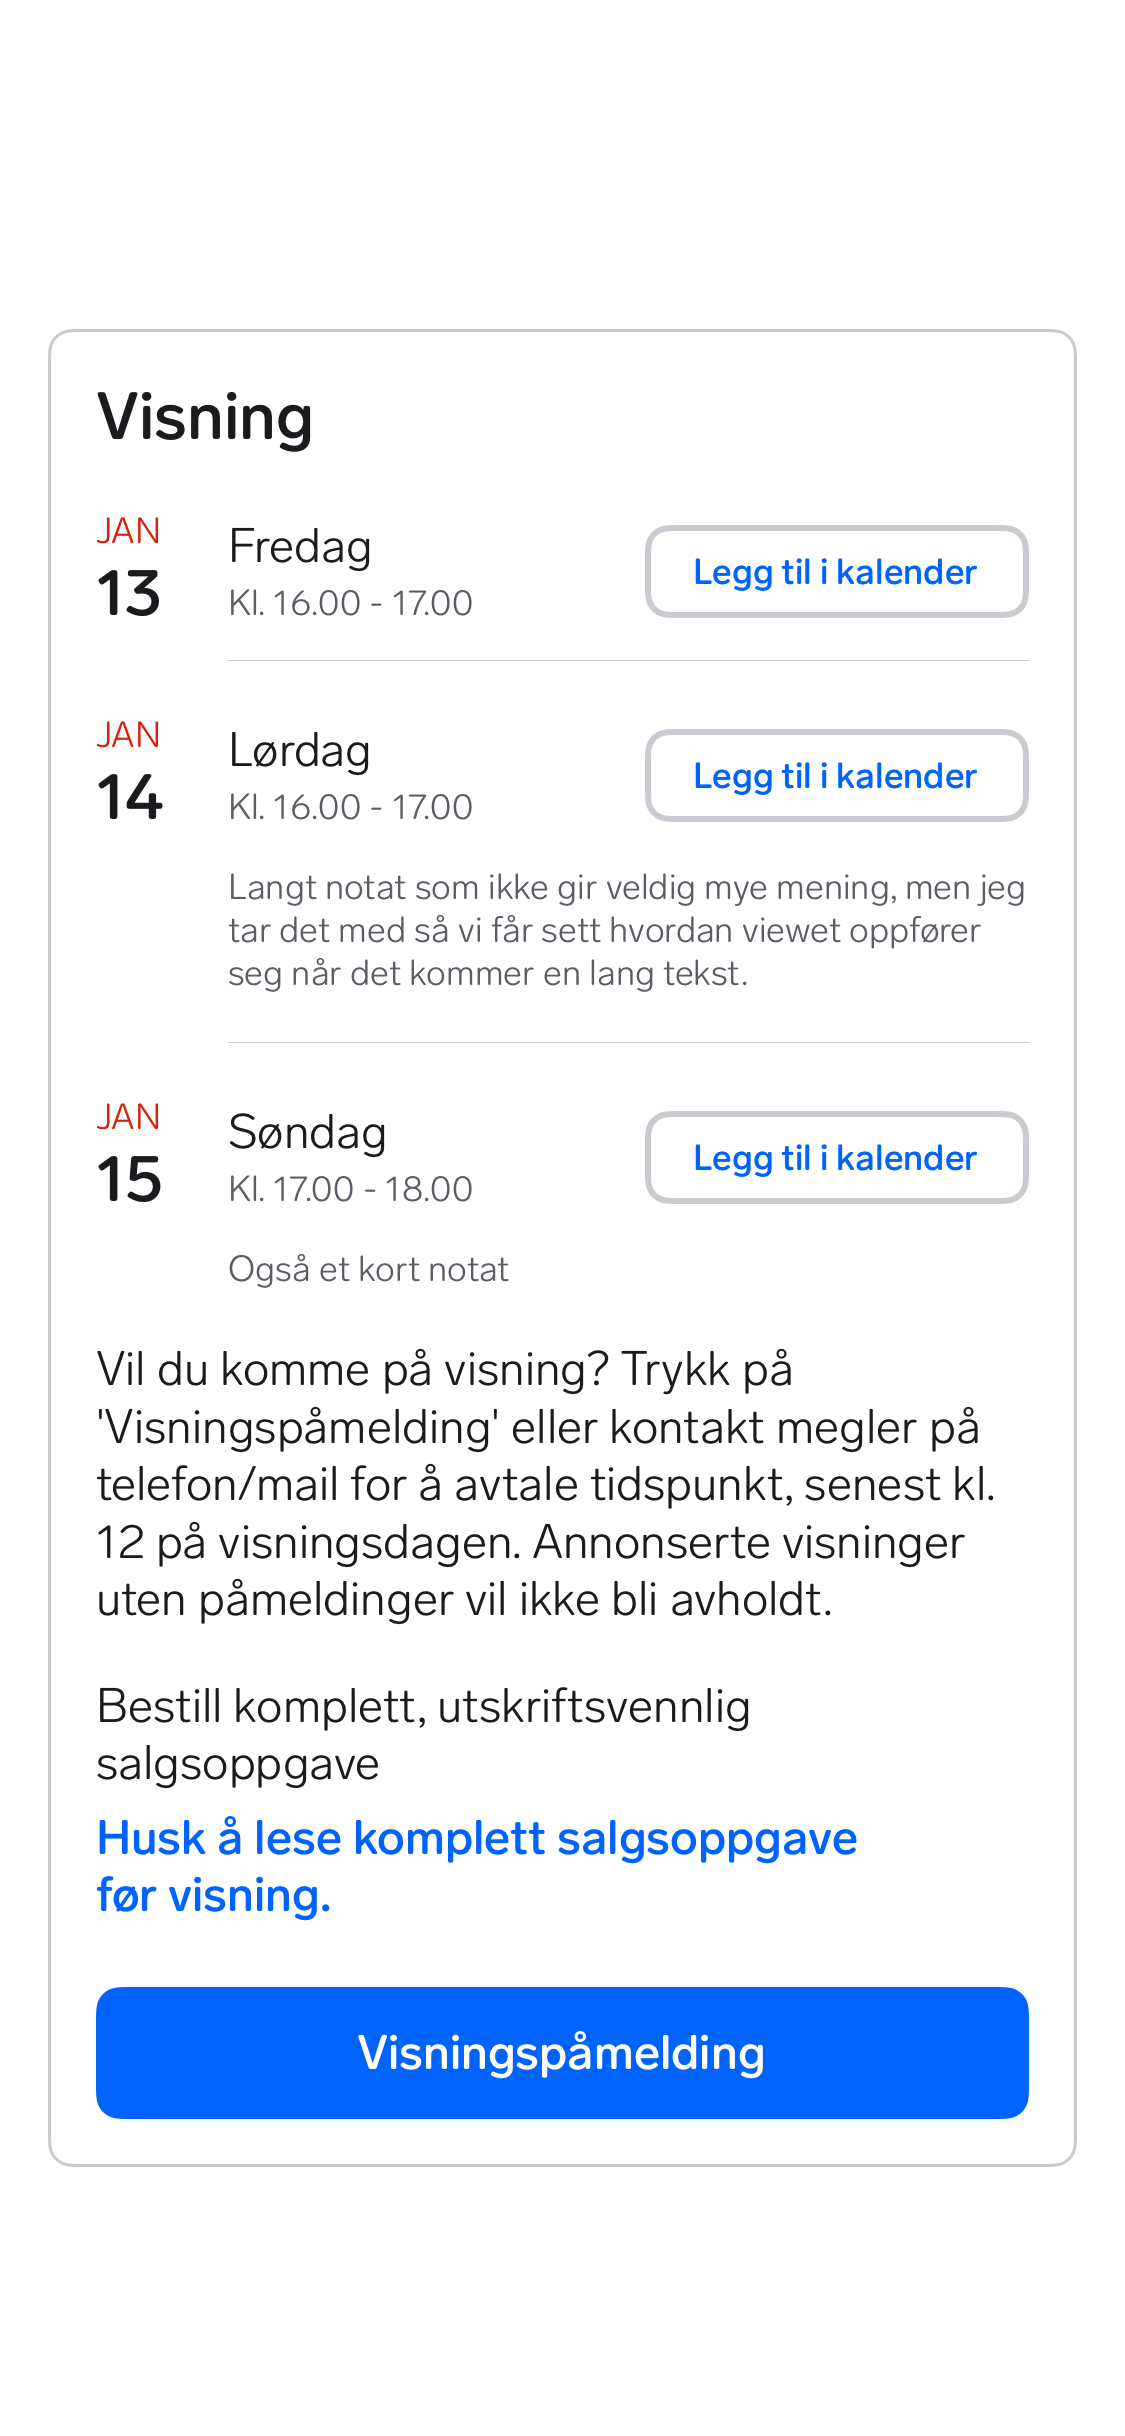 Visning
JAN
13
Fredag
Kl. 16.00 - 17.00
Legg til i kalender
JAN
14
Lørdag
Kl. 16.00 - 17.00
Legg til i kalender
Langt notat som ikke gir veldig mye mening, men jeg
tar det med så vi får sett hvordan viewet oppfører
seg når det kommer en lang tekst.
JAN
15
Søndag
Kl. 17.00 - 18.00
Legg til i kalender
Også et kort notat
Vil du komme på visning? Trykk på
'Visningspåmelding' eller kontakt megler på
telefon/mail for å avtale tidspunkt, senest kl.
12 på visningsdagen. Annonserte visninger
uten påmeldinger vil ikke bli avholdt.
Bestill komplett, utskriftsvennlig
salgsoppgave
Husk å lese komplett salgsoppgave
før visning.
Visningspåmelding